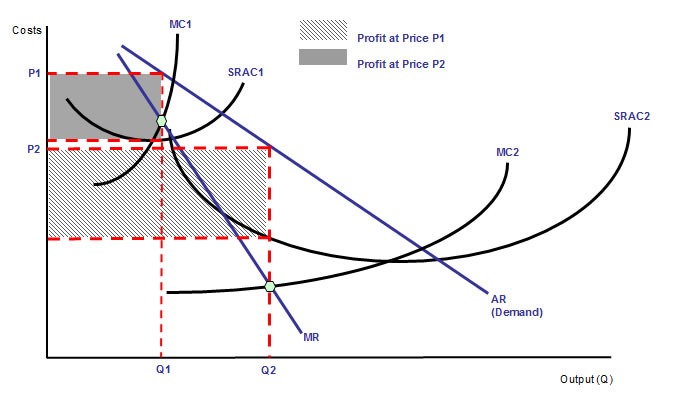 MC1
Costs
Profit at Price P1
Profit at Price P2
P1
SRAC1
SRAC2
P2
MC2
AR
(Demand)
MR
Q1
Q2
Output (Q)